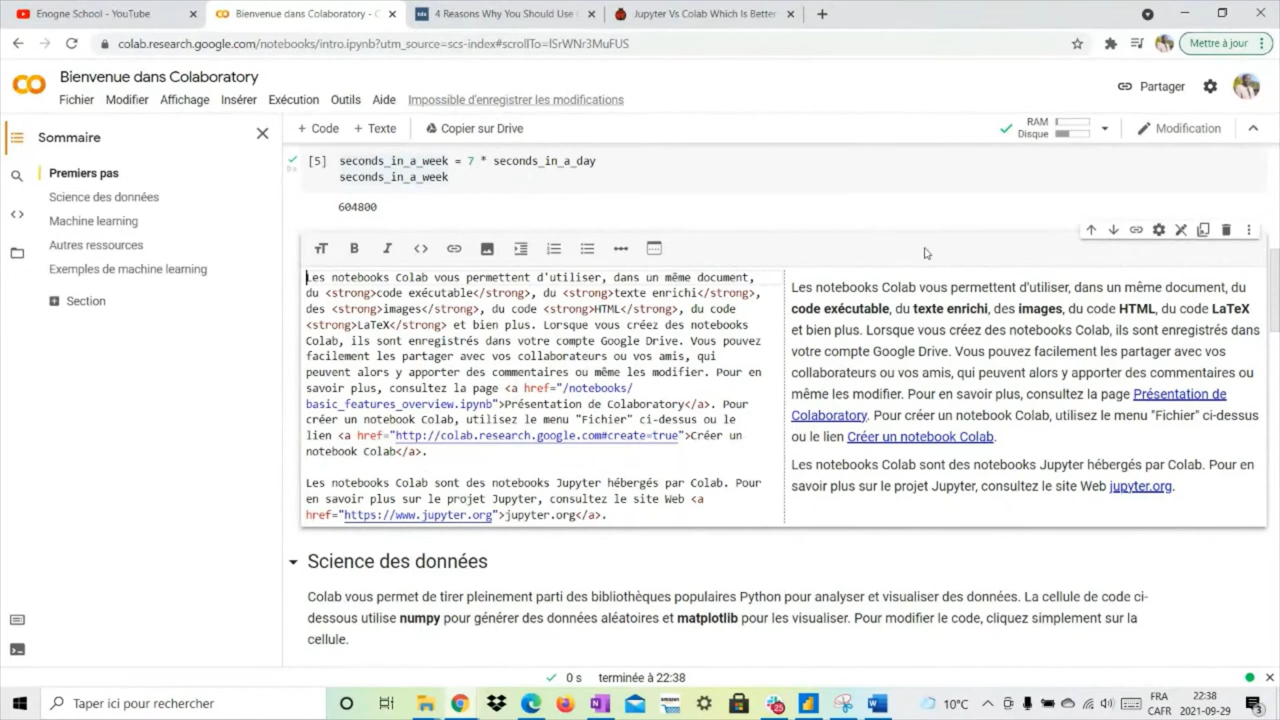 Enogne School - YouTube
Bienvenue dans Colaboratory - C
4 Reasons Why You Should Use
Jupyter Vs Colab Which Is Better
colab.research.google.com/notebooks/intro.ipynb?utm_source=scs-index#scrollTo=lSrWNr3MuFUS
Mettre à jour
Bienvenue dans Colaboratory
Fichier Modifier Affichage Insérer Exécution Outils Aide Impossible d'enregistrer les modifications
Partager
Sommaire
+ Code + Texte Copier sur Drive
RAM
Disque
Modification
Premiers pas
Science des données
Machine learning
Autres ressources
Exemples de machine learning
Section
[5] seconds_in_a_week = 7 * seconds_in_a_day
seconds_in_a_week
604800
Les notebooks Colab vous permettent d'utiliser, dans un même document,
du <strong>code exécutable</strong>, du <strong>texte enrichi</strong>,
des <strong>images</strong>, du code <strong>HTML</strong>, du code
<strong>LaTeX</strong> et bien plus. Lorsque vous créez des notebooks
Colab, ils sont enregistrés dans votre compte Google Drive. Vous pouvez
facilement les partager avec vos collaborateurs ou vos amis, qui
peuvent alors y apporter des commentaires ou même les modifier. Pour en
savoir plus, consultez la page <a href="/notebooks/
basic_features_overview.ipynb">Présentation de Colaboratory</a>. Pour
créer un notebook Colab, utilisez le menu "Fichier" ci-dessus ou le
lien <a href="http://colab.research.google.com#create=true">Créer un
notebook Colab</a>.
Les notebooks Colab sont des notebooks Jupyter hébergés par Colab. Pour
en savoir plus sur le projet Jupyter, consultez le site Web <a
href="https://www.jupyter.org">jupyter.org</a>.
Les notebooks Colab vous permettent d'utiliser, dans un même document, du
code exécutable, du texte enrichi, des images, du code HTML, du code LaTeX
et bien plus. Lorsque vous créez des notebooks Colab, ils sont enregistrés dans
votre compte Google Drive. Vous pouvez facilement les partager avec vos
collaborateurs ou vos amis, qui peuvent alors y apporter des commentaires ou
même les modifier. Pour en savoir plus, consultez la page Présentation de
Colaboratory. Pour créer un notebook Colab, utilisez le menu "Fichier" ci-dessus
ou le lien Créer un notebook Colab.
Les notebooks Colab sont des notebooks Jupyter hébergés par Colab. Pour en
savoir plus sur le projet Jupyter, consultez le site Web jupyter.org.
Science des données
Colab vous permet de tirer pleinement parti des bibliothèques populaires Python pour analyser et visualiser des données. La cellule de code ci-
dessous utilise numpy pour générer des données aléatoires et matplotlib pour les visualiser. Pour modifier le code, cliquez simplement sur la
cellule.
0 s terminée à 22:38
Taper ici pour rechercher
25
10°C
FRA
CAFR
22:38
2021-09-29
3